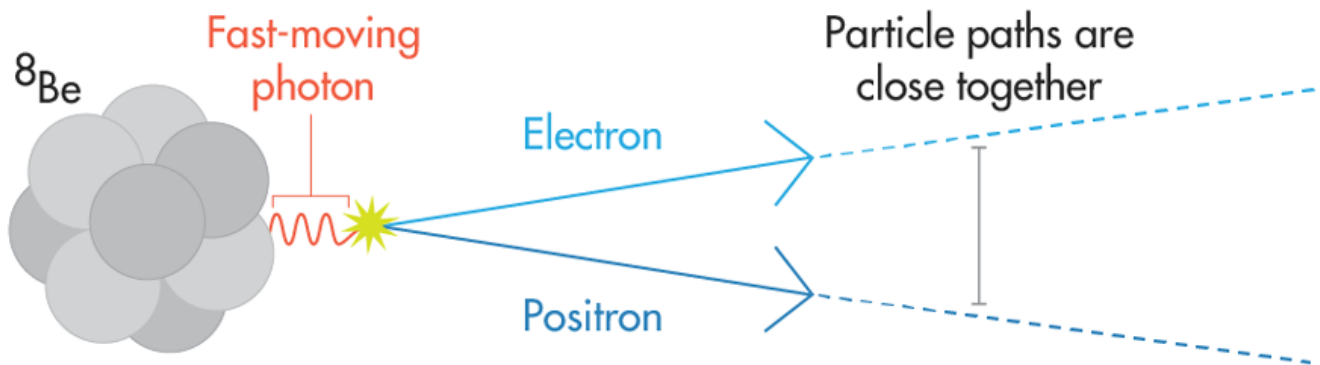 ⁸Be
Fast-moving
photon
Electron
Positron
Particle paths are
close together